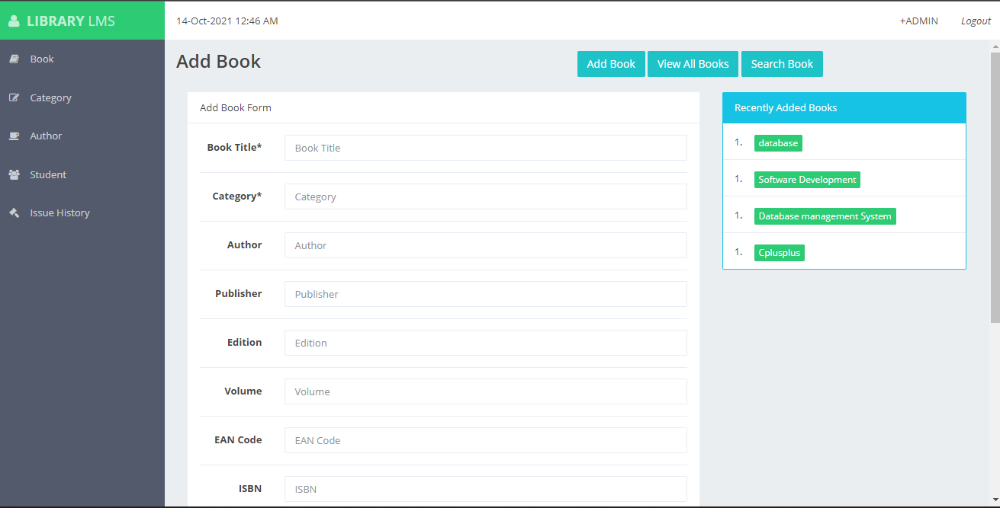 LIBRARY LMS
14-Oct-2021 12:46 AM
+ADMIN
Logout
Book
Category
Author
Student
Issue History
Add Book
Add Book
View All Books
Search Book
Add Book Form
Book Title*
Book Title
Category*
Category
Author
Author
Publisher
Publisher
Edition
Edition
Volume
Volume
EAN Code
EAN Code
ISBN
ISBN
Recently Added Books
1. database
1. Software Development
1. Database management System
1. Cplusplus